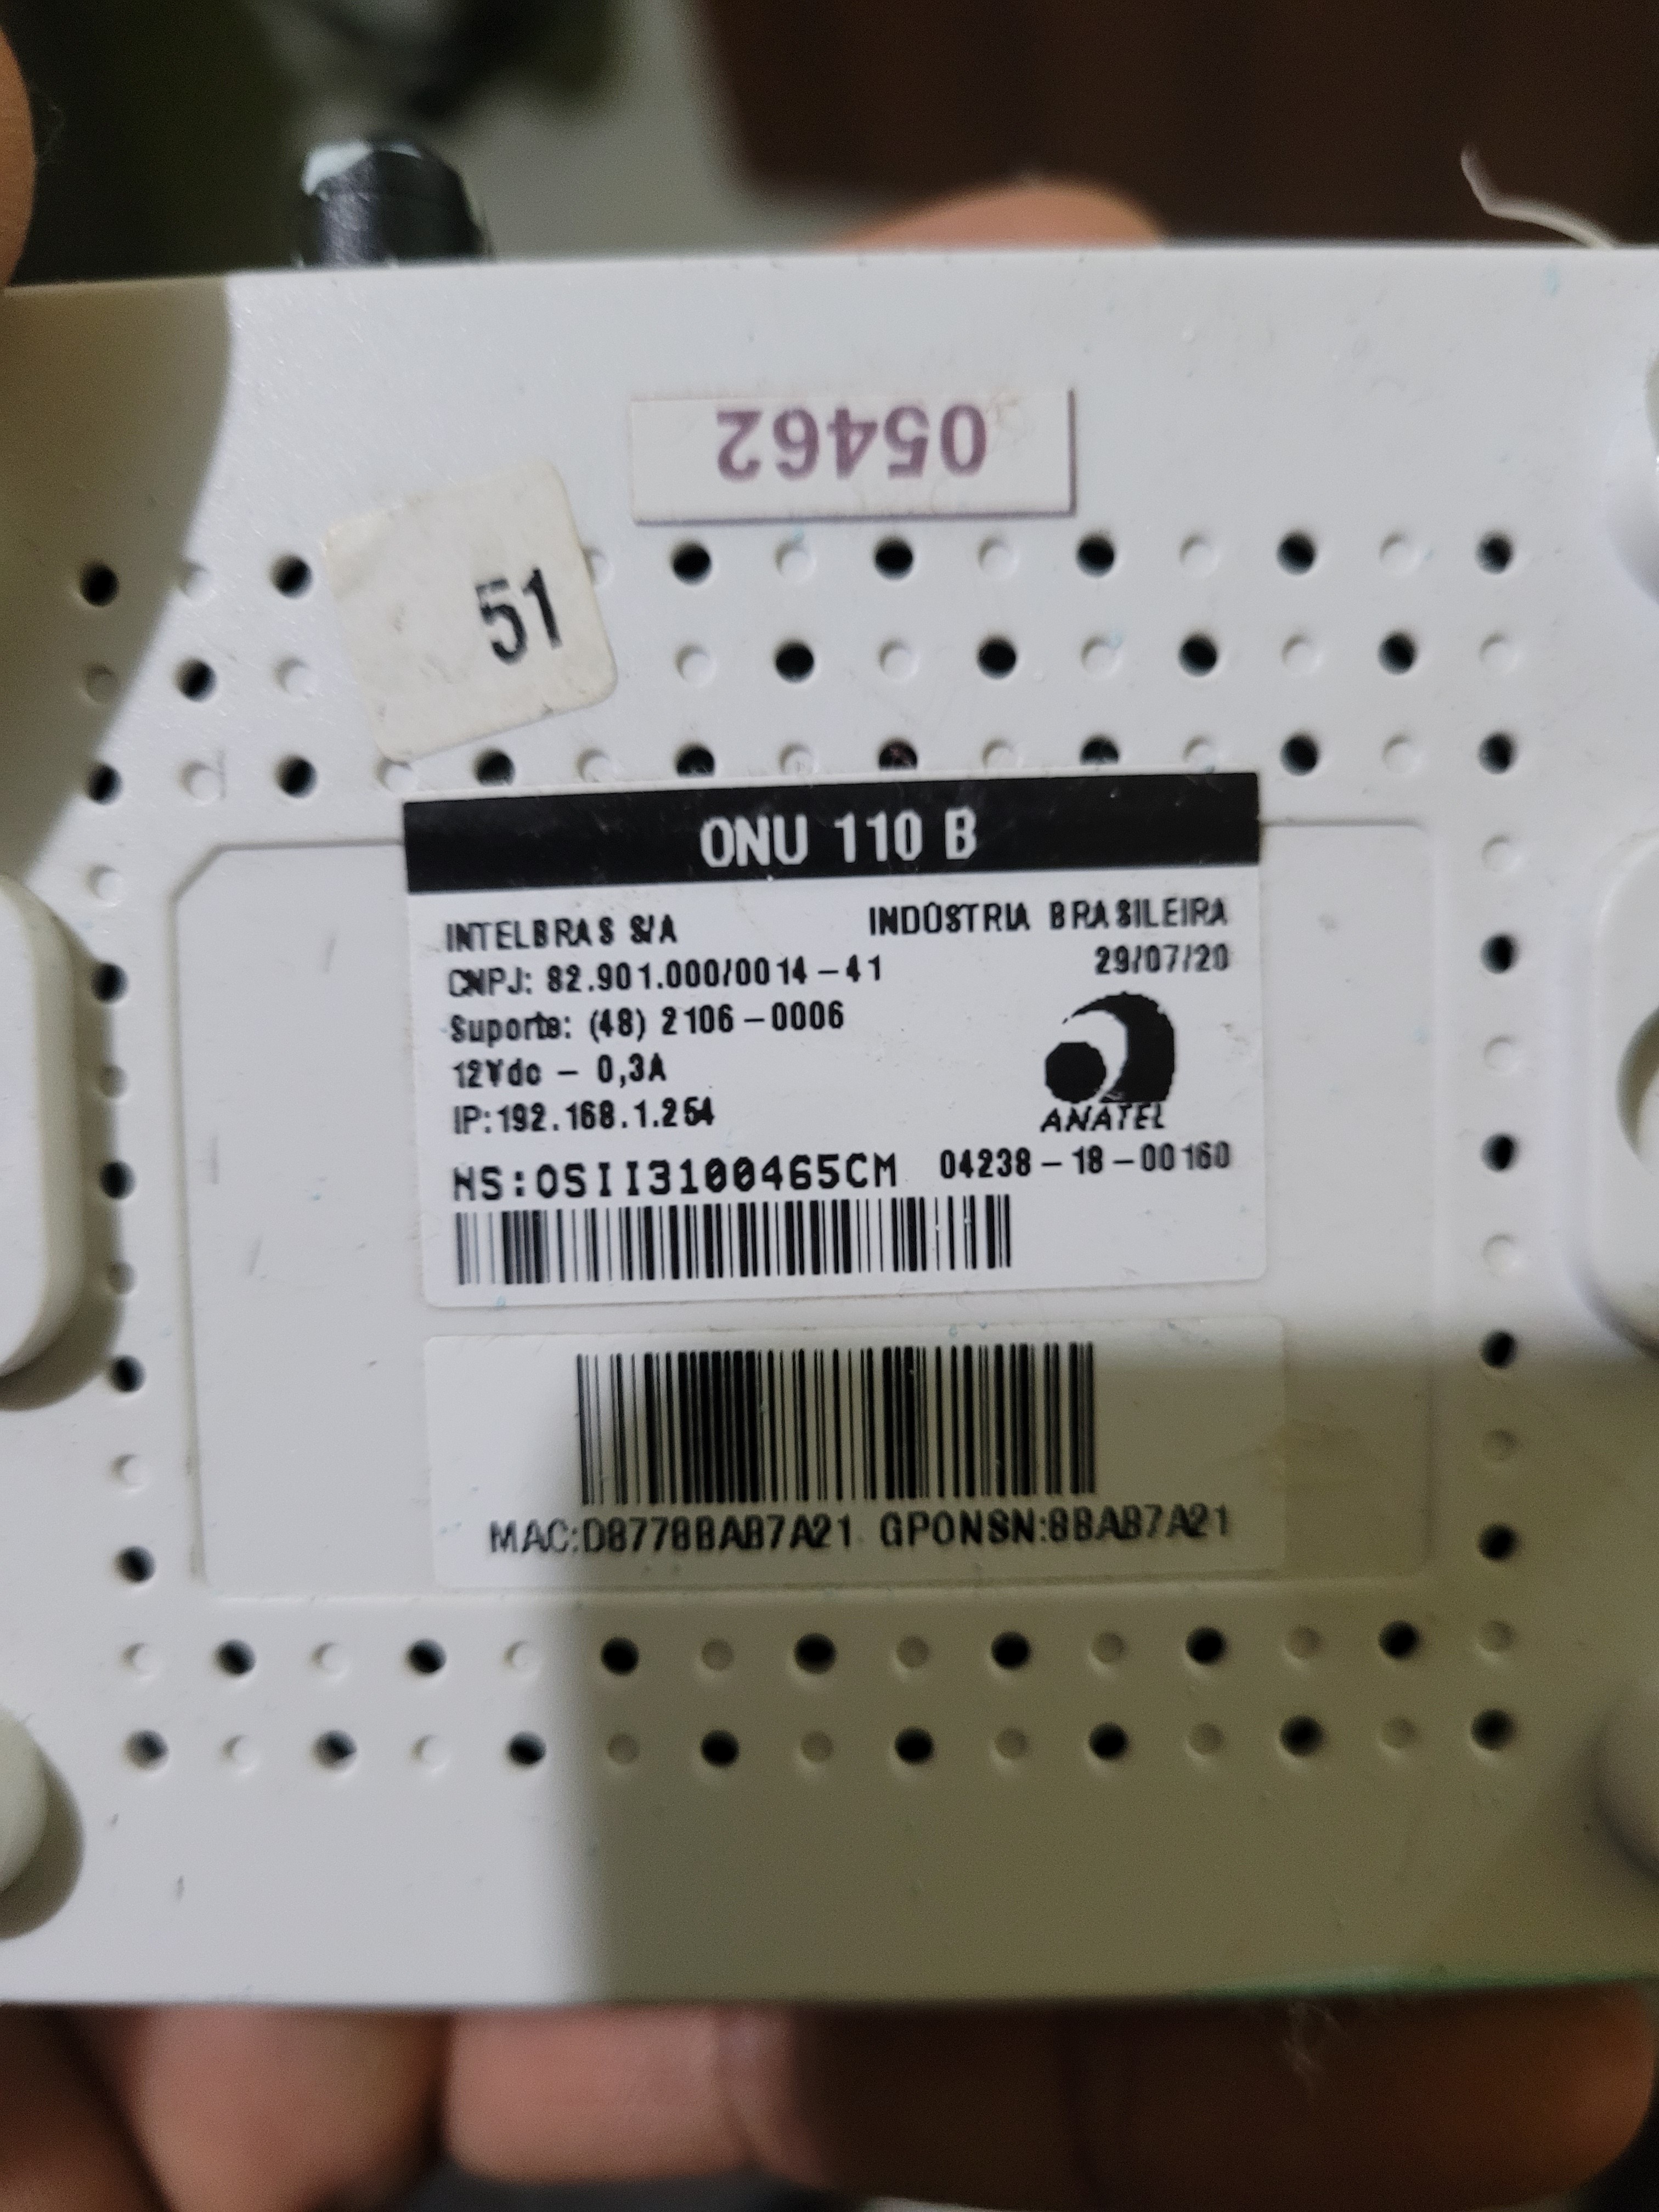 05462
51
ONU 110 B
INTELBRAS S/A INDÚSTRIA BRASILEIRA
CNPJ: 82.901.000/0014-41 29/07/20
Suporte: (48) 2106-0006
12Vdc - 0,3A
IP:192.168.1.254
ANATEL
NS:OSII3100465CM 04238-18-00160
MAC:D8778BAB7A21 GPONSN:8BAB7A21